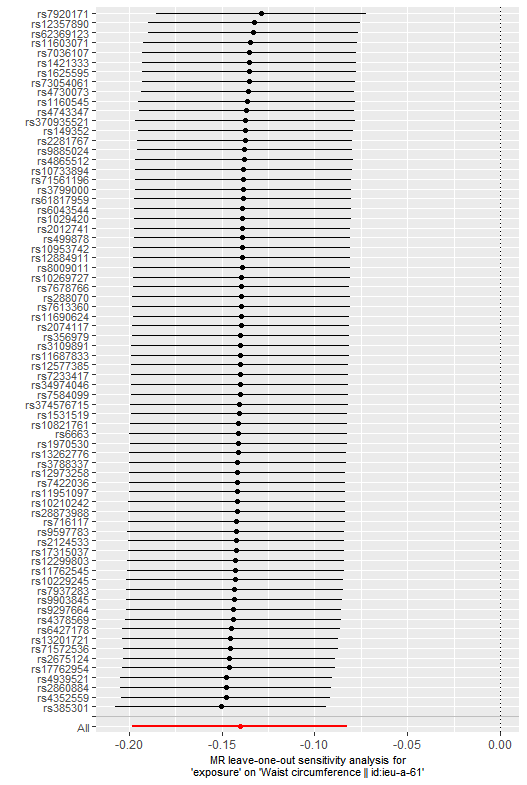 rs7920171
rs12357890
rs62369123
rs11603071
rs7036107
rs1421333
rs1625595
rs73054061
rs4730073
rs1160545
rs4743347
rs370935521
rs149352
rs2281767
rs9885024
rs4865512
rs10733894
rs71561196
rs3799000
rs61817959
rs6043544
rs1029420
rs2012741
rs499878
rs10953742
rs12884911
rs8009011
rs10269727
rs7678766
rs288070
rs7613360
rs11690624
rs2074117
rs356979
rs3109891
rs11687833
rs12577385
rs7233417
rs34974046
rs7584099
rs374576715
rs1531519
rs10821761
rs6663
rs1970530
rs13262776
rs3788337
rs12973258
rs7422036
rs11951097
rs10210242
rs28873988
rs716117
rs9597783
rs2124533
rs17315037
rs12299803
rs11762545
rs10229245
rs7937283
rs9903845
rs9297664
rs4378569
rs6427178
rs13201721
rs71572536
rs2675124
rs17762954
rs4939521
rs2860884
rs4352559
rs385301
All
-0.20 -0.15 -0.10 -0.05 0.00
MR leave-one-out sensitivity analysis for
'exposure' on 'Waist circumference || id:ieu-a-61'